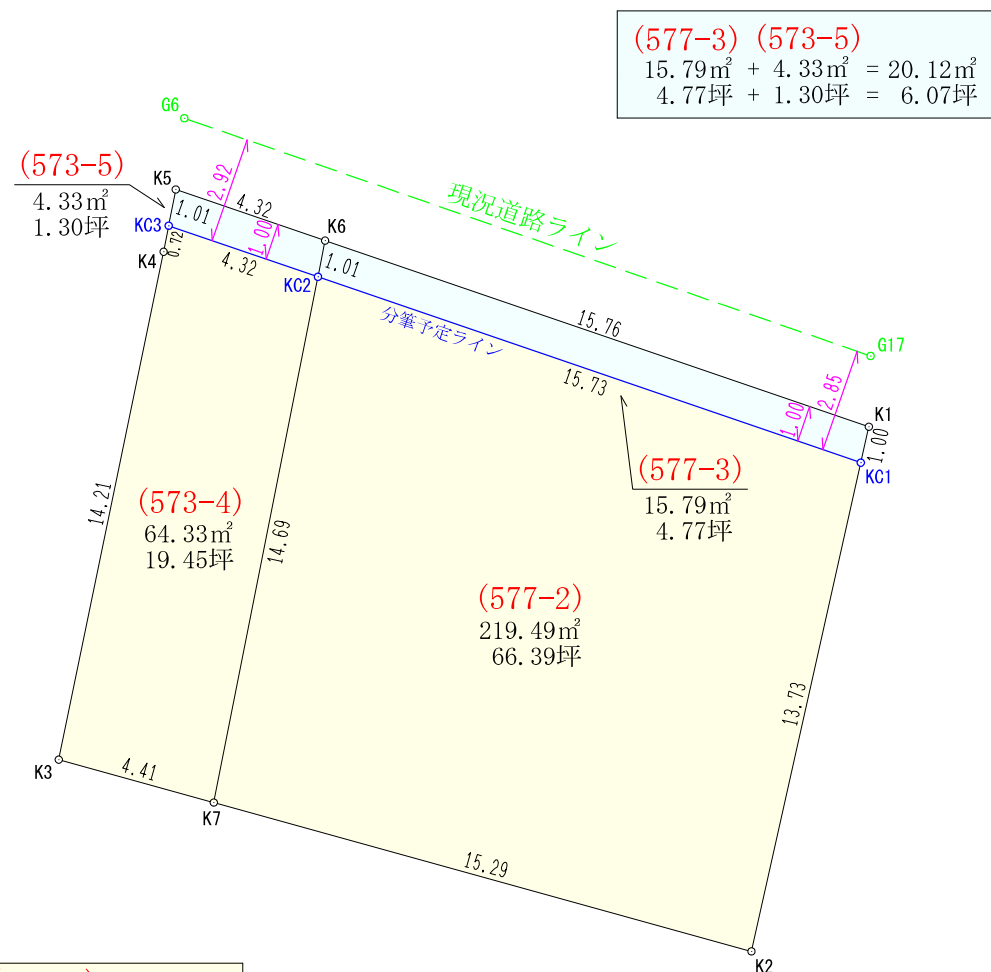 (577-3) (573-5)
15.79㎡ + 4.33㎡ = 20.12㎡
4.77坪 + 1.30坪 = 6.07坪
G6
(573-5)
4.33㎡
1.30坪
K5
2.92
4.32
現況道路ライン
1.01
KC3
K6
1.00
0.72
K4
4.32
1.01
KC2
分筆予定ライン
15.76
15.73
G17
2.85
1.00
K1
1.00
KC1
(577-3)
15.79㎡
4.77坪
14.21
(573-4)
64.33㎡
19.45坪
14.69
(577-2)
219.49㎡
66.39坪
13.73
K3
4.41
K7
15.29
K2